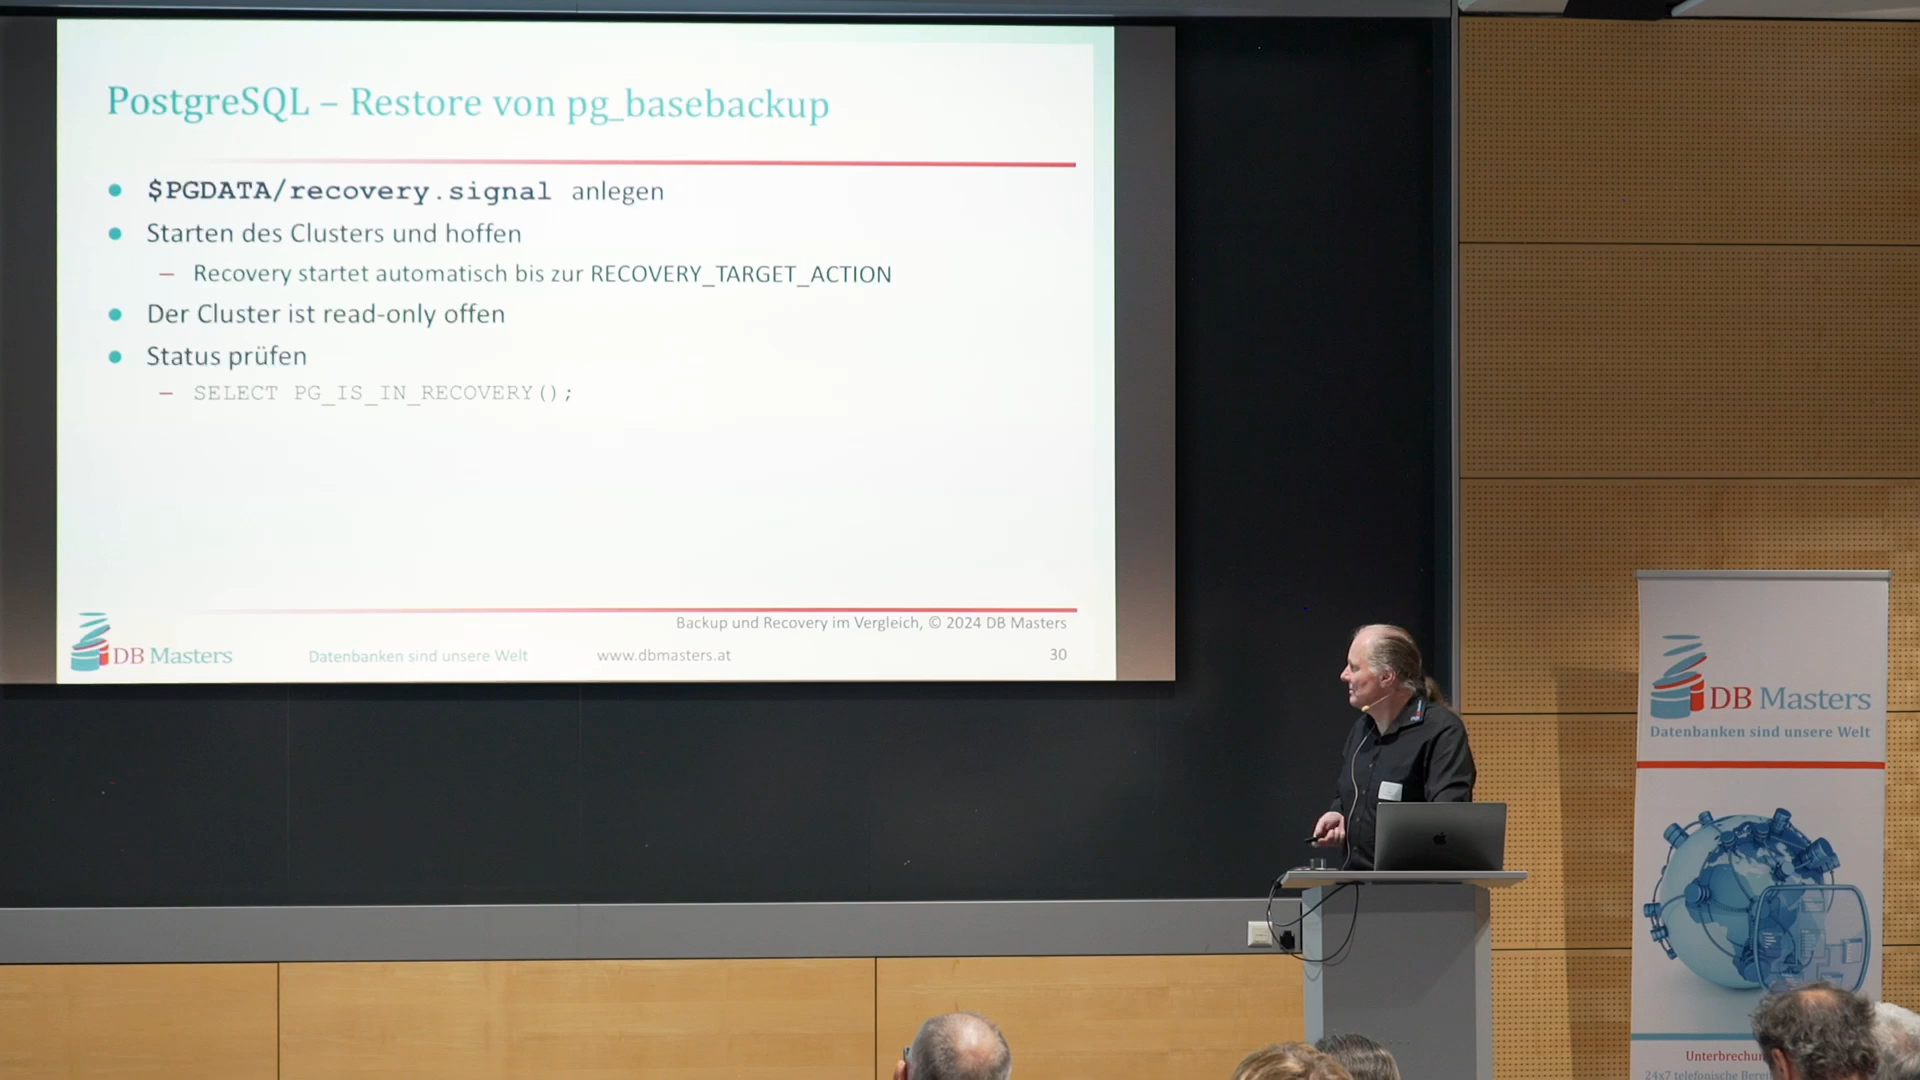 PostgreSQL – Restore von pg_basebackup
$PGDATA/recovery.signal anlegen
Starten des Clusters und hoffen
– Recovery startet automatisch bis zur RECOVERY_TARGET_ACTION
Der Cluster ist read-only offen
Status prüfen
– SELECT PG_IS_IN_RECOVERY();
Backup und Recovery im Vergleich, © 2024 DB Masters
DB Masters
Datenbanken sind unsere Welt
www.dbmasters.at
30
DB Masters
Datenbanken sind unsere Welt
24x7 telefonische